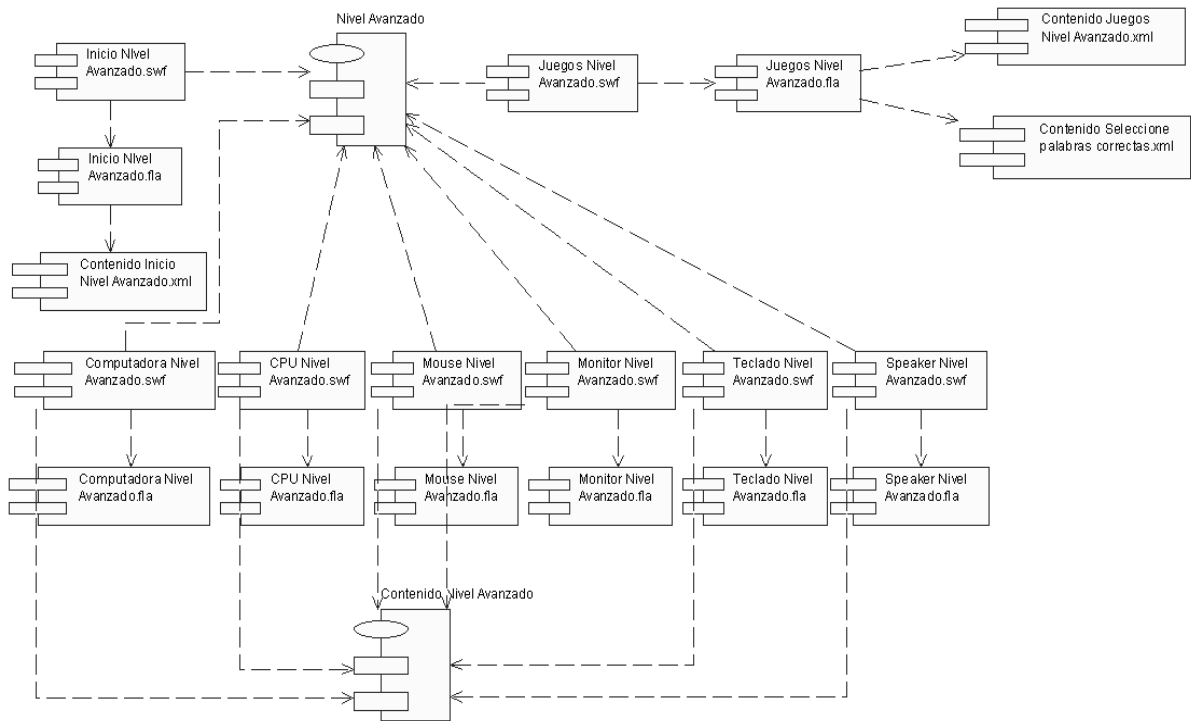 Nivel Avanzado
Contenido Juegos
Nivel Avanzado.xml
Inicio NIvel
Avanzado.swf
Juegos Nivel
Avanzado.swf
Juegos Nivel
Avanzado.fla
Contenido Seleccione
palabras correctas.xml
Inicio NIvel
Avanzado.fla
Contenido Inicio
Nivel Avanzado.xml
Computadora Nivel
Avanzado.swf
CPU Nivel
Avanzado.swf
Mouse Nivel
Avanzado.swf
Monitor Nivel
Avanzado.swf
Teclado Nivel
Avanzado.swf
Speaker Nivel
Avanzado.swf
Computadora Nivel
Avanzado.fla
CPU Nivel
Avanzado.fla
Mouse Nivel
Avanzado.fla
Monitor Nivel
Avanzado.fla
Teclado Nivel
Avanzado.fla
Speaker Nivel
Avanzado.fla
Contenido Nivel Avanzado